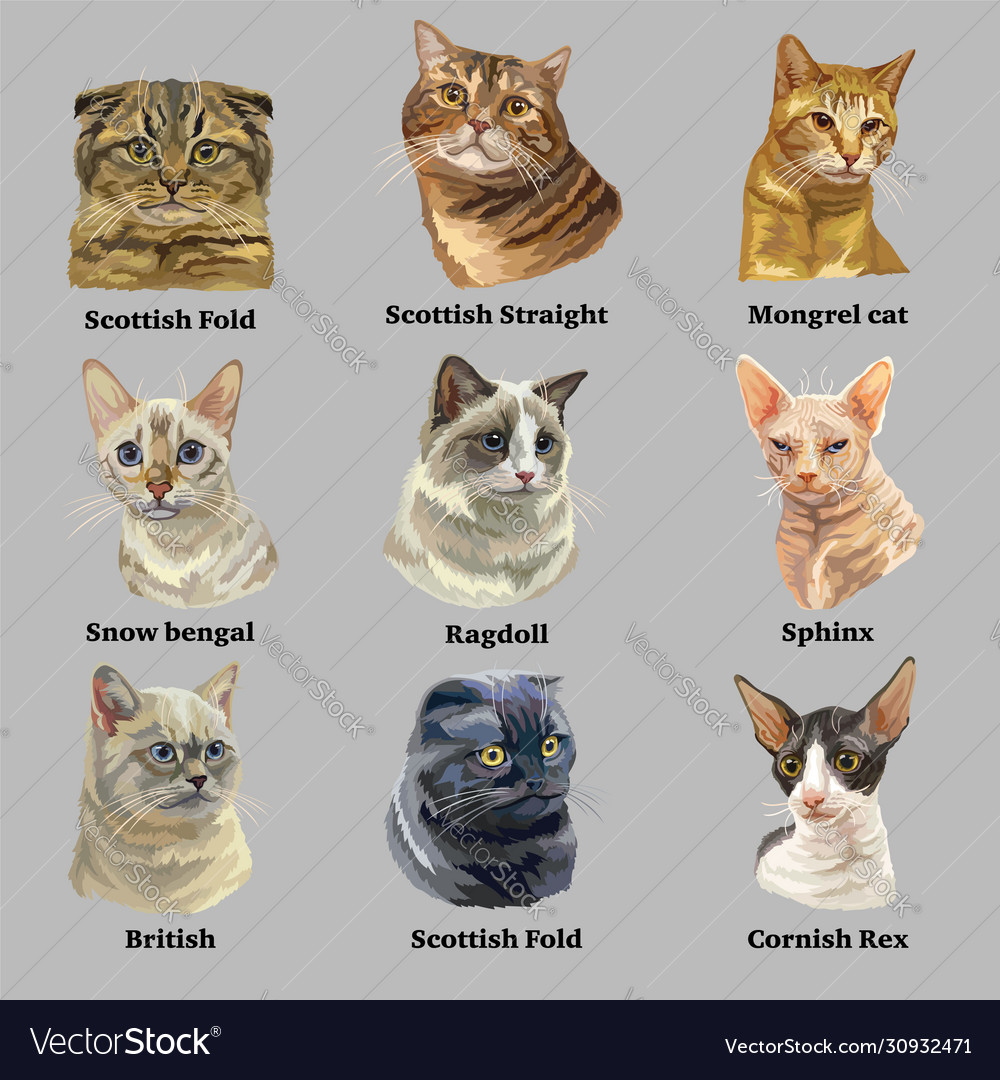 Scottish Fold
Scottish Straight
Mongrel cat
Snow bengal
Ragdoll
Sphinx
British
Scottish Fold
Cornish Rex
VectorStock®
VectorStock.com/30932471